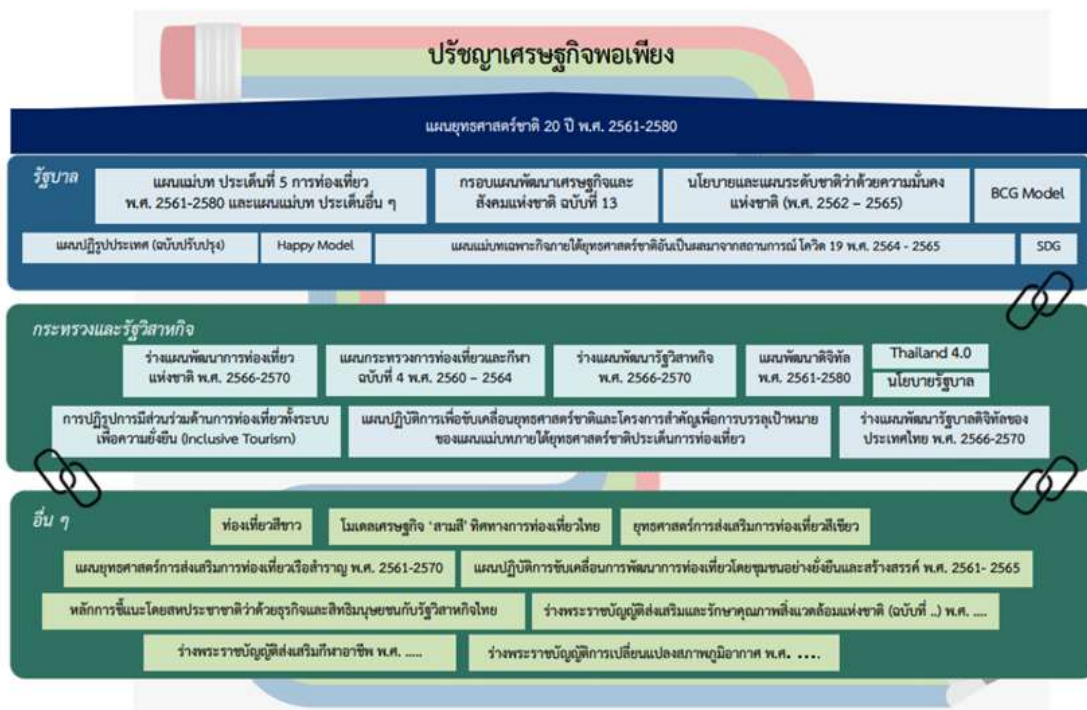 ปรัชญาเศรษฐกิจพอเพียง
แผนยุทธศาสตร์ชาติ 20 ปี พ.ศ. 2561-2580
รัฐบาล
แผนแม่บท ประเด็นที่ 5 การท่องเที่ยว
พ.ศ. 2561-2580 และแผนแม่บท ประเด็นอื่น ๆ
กรอบแผนพัฒนาเศรษฐกิจและ
สังคมแห่งชาติ ฉบับที่ 13
นโยบายและแผนระดับชาติว่าด้วยความมั่นคง
แห่งชาติ (พ.ศ. 2562 – 2565)
BCG Model
แผนปฏิรูปประเทศ (ฉบับปรับปรุง)
Happy Model
แผนแม่บทเฉพาะกิจภายใต้ยุทธศาสตร์ชาติอันเป็นผลมาจากสถานการณ์ โควิด 19 พ.ศ. 2564 - 2565
SDG
กระทรวงและรัฐวิสาหกิจ
ร่างแผนพัฒนาการท่องเที่ยว
แห่งชาติ พ.ศ. 2566-2570
แผนกระทรวงการท่องเที่ยวและกีฬา
ฉบับที่ 4 พ.ศ. 2560 – 2564
ร่างแผนพัฒนารัฐวิสาหกิจ
พ.ศ. 2566-2570
แผนพัฒนาดิจิทัล
พ.ศ. 2561-2580
Thailand 4.0
นโยบายรัฐบาล
การปฏิรูปการมีส่วนร่วมด้านการท่องเที่ยวทั้งระบบ
เพื่อความยั่งยืน (Inclusive Tourism)
แผนปฏิบัติการเพื่อขับเคลื่อนยุทธศาสตร์ชาติและโครงการสำคัญเพื่อการบรรลุเป้าหมาย
ของแผนแม่บทภายใต้ยุทธศาสตร์ชาติประเด็นการท่องเที่ยว
ร่างแผนพัฒนารัฐบาลดิจิทัลของ
ประเทศไทย พ.ศ. 2566-2570
อื่น ๆ
ท่องเที่ยวสีขาว
โมเดลเศรษฐกิจ 'สามสี' ทิศทางการท่องเที่ยวไทย
ยุทธศาสตร์การส่งเสริมการท่องเที่ยวสีเขียว
แผนยุทธศาสตร์การส่งเสริมการท่องเที่ยวเรือสำราญ พ.ศ. 2561-2570
แผนปฏิบัติการขับเคลื่อนการพัฒนาการท่องเที่ยวโดยชุมชนอย่างยั่งยืนและสร้างสรรค์ พ.ศ. 2561- 2565
หลักการชี้แนะโดยสหประชาชาติว่าด้วยธุรกิจและสิทธิมนุษยชนกับรัฐวิสาหกิจไทย
ร่างพระราชบัญญัติส่งเสริมและรักษาคุณภาพสิ่งแวดล้อมแห่งชาติ (ฉบับที่ ..) พ.ศ. ....
ร่างพระราชบัญญัติส่งเสริมกีฬาอาชีพ พ.ศ. .....
ร่างพระราชบัญญัติการเปลี่ยนแปลงสภาพภูมิอากาศ พ.ศ. ....